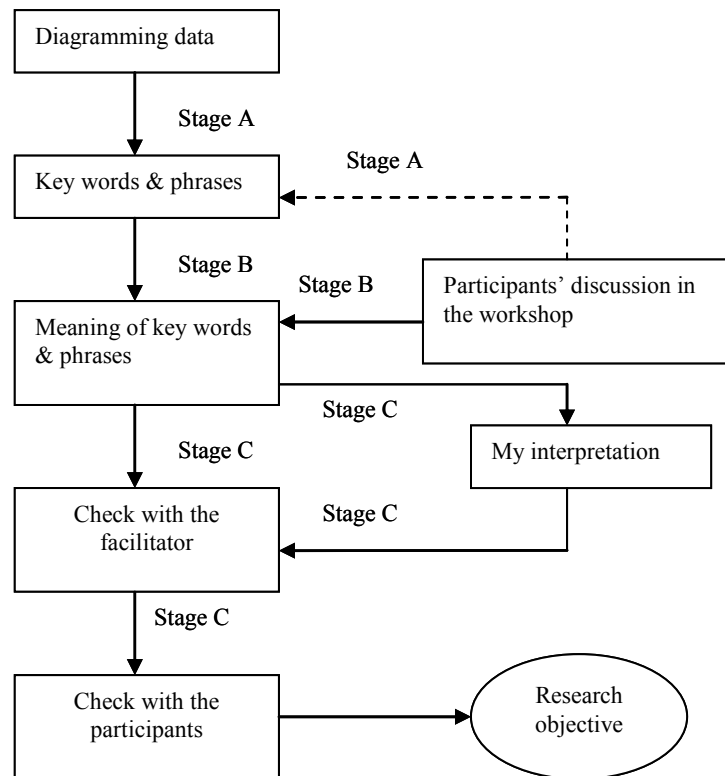 Diagramming data
Stage A
Stage A
Key words & phrases
Stage B
Stage B
Participants’ discussion in
the workshop
Meaning of key words
& phrases
Stage C
Stage C
My interpretation
Check with the
facilitator
Stage C
Stage C
Check with the
participants
Research
objective